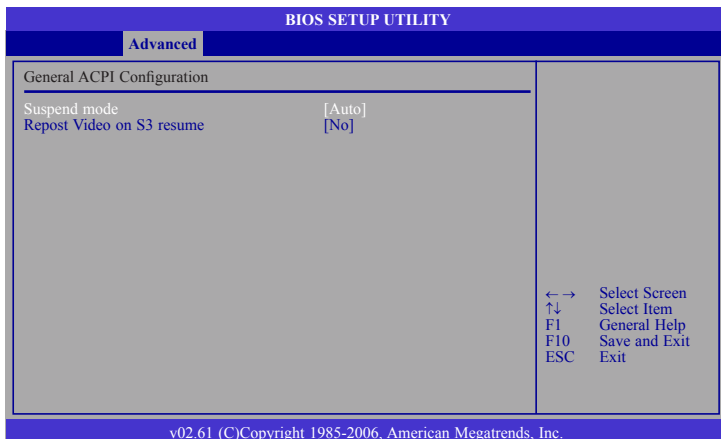 BIOS SETUP UTILITY
Advanced
General ACPI Configuration
Suspend mode [Auto]
Repost Video on S3 resume [No]
←→ Select Screen
↑↓ Select Item
F1 General Help
F10 Save and Exit
ESC Exit
v02.61 (C)Copyright 1985-2006, American Megatrends, Inc.